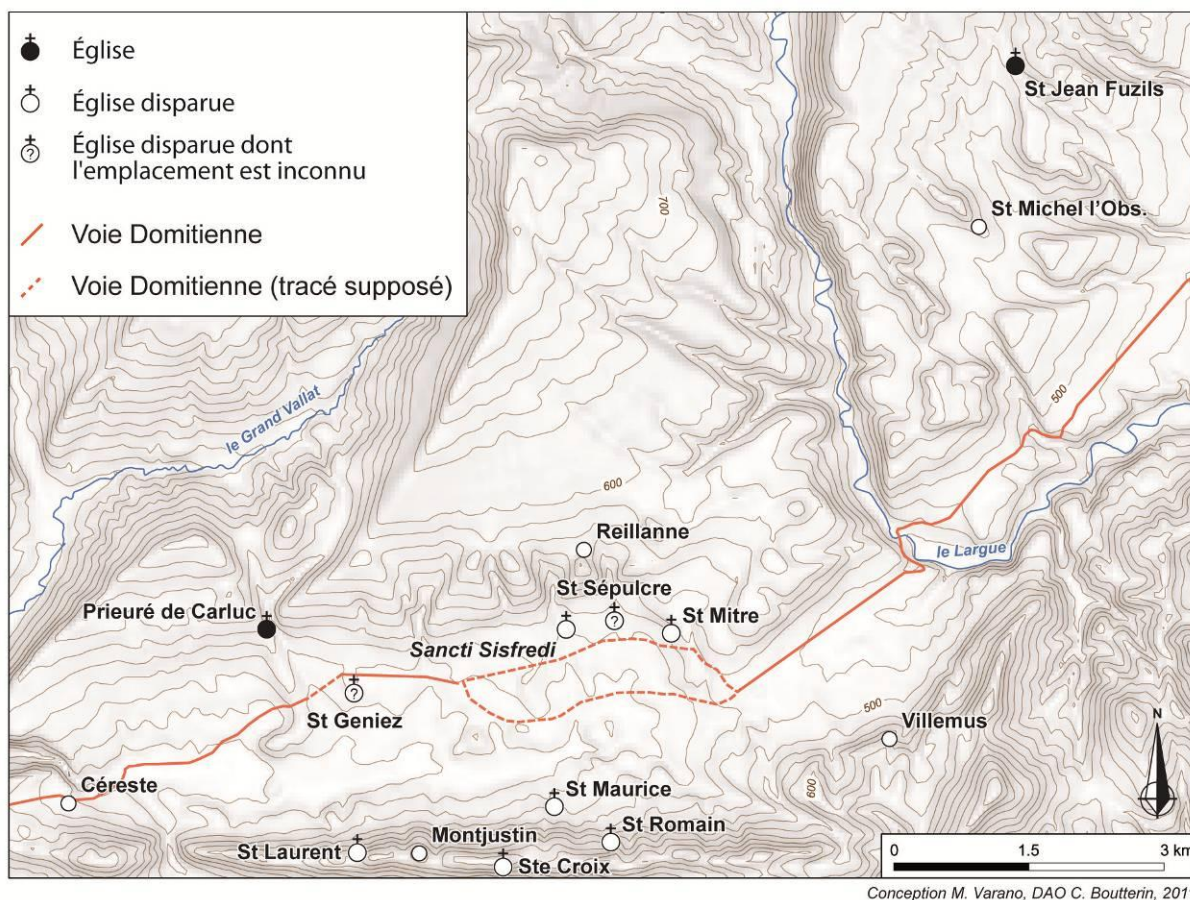 Église
Église disparue
Église disparue dont
l'emplacement est inconnu
Voie Domitienne
Voie Domitienne (tracé supposé)
St Jean Fuzils
St Michel l'Obs.
700
500
le Grand Vallat
600
Reillanne
le Largue
St Sépulcre
Prieuré de Carluc
St Mitre
Sancti Sisfredi
St Geniez
500
Villemus
N
Céreste
600
St Maurice
St Romain
Montjustin
St Laurent
Ste Croix
0 1.5 3 km
Conception M. Varano, DAO C. Boutterin,